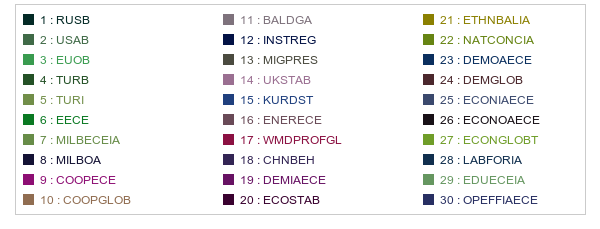 1 : RUSB
2 : USAB
3 : EUOB
4 : TURB
5 : TURI
6 : EECE
7 : MILBECEIA
8 : MILBOA
9 : COOPECE
10 : COOPGLOB
11 : BALDGA
12 : INSTREG
13 : MIGPRES
14 : UKSTAB
15 : KURDST
16 : ENERECE
17 : WMDPROFGL
18 : CHNBEH
19 : DEMIAECE
20 : ECOSTAB
21 : ETHNBALIA
22 : NATCONCIA
23 : DEMOAECE
24 : DEMGLOB
25 : ECONIAECE
26 : ECONOAECE
27 : ECONGLOBT
28 : LABFORIA
29 : EDUECEIA
30 : OPEFFIAECE